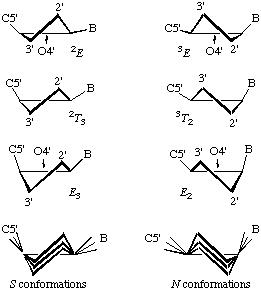 C5' 2' B
3' O4' ²E
3' B
C5' O4' 2' ³E
C5' 2' B
3' ²T₃
3' B
C5' 2' ³T₂
C5' O4' 2' B
3' E₃
C5' 3' O4' B
E₂ 2'
C5' B
S conformations
C5' B
N conformations